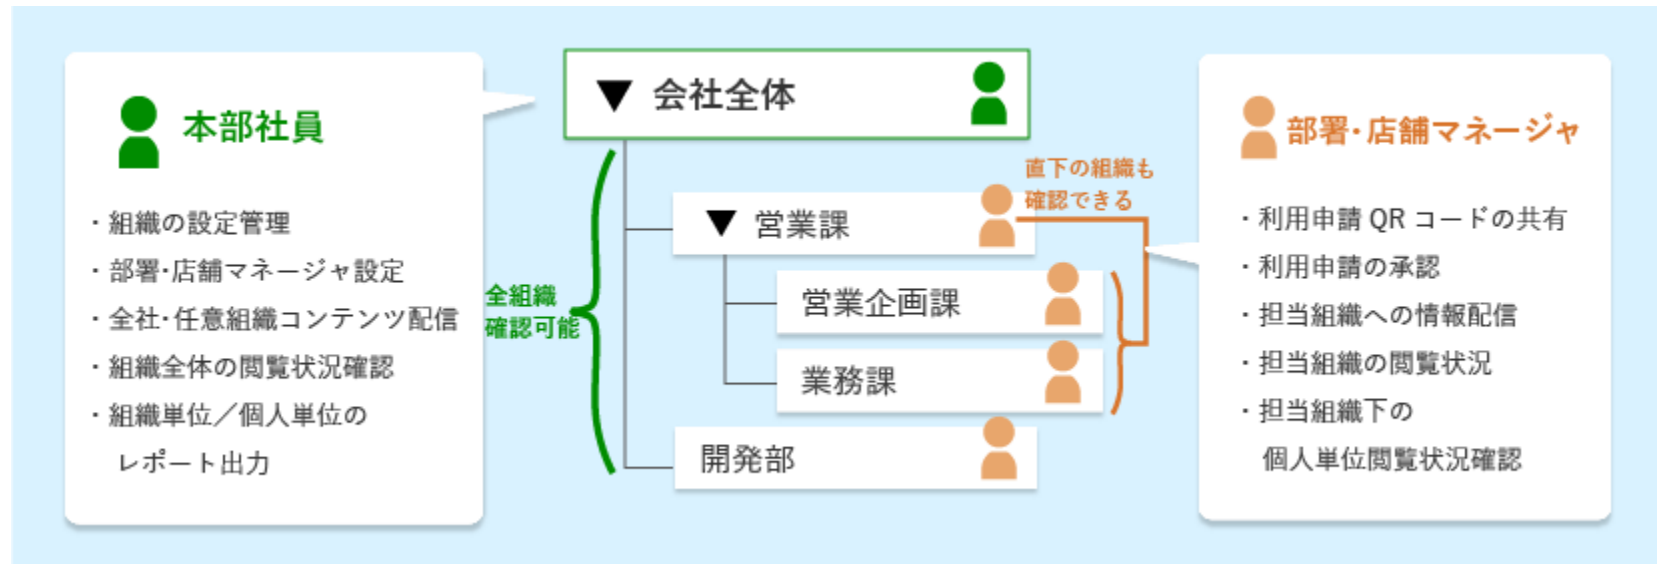 本部社員
・組織の設定管理
・部署・店舗マネージャ設定
・全社・任意組織コンテンツ配信
・組織全体の閲覧状況確認
・組織単位／個人単位の
レポート出力
▼ 会社全体
全組織
確認可能
▼ 営業課
直下の組織も
確認できる
営業企画課
業務課
開発部
部署・店舗マネージャ
・利用申請 QR コードの共有
・利用申請の承認
・担当組織への情報配信
・担当組織の閲覧状況
・担当組織下の
個人単位閲覧状況確認